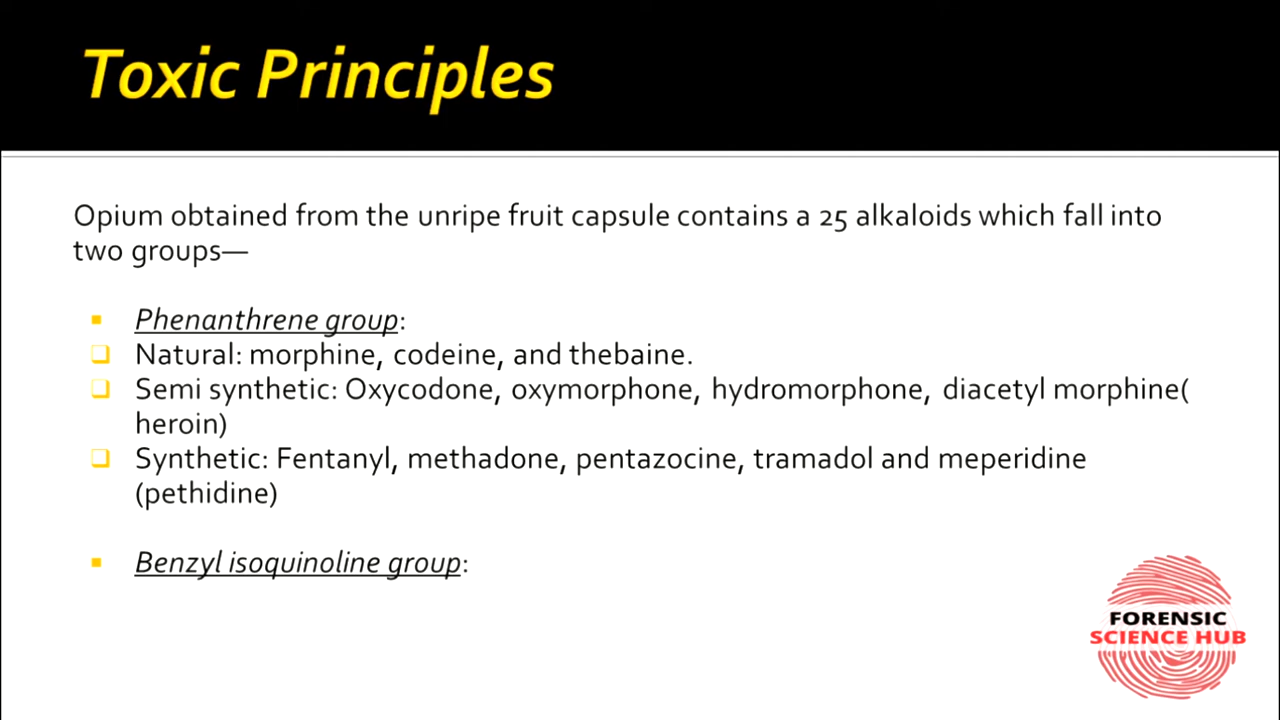 Toxic Principles
Opium obtained from the unripe fruit capsule contains a 25 alkaloids which fall into
two groups—
Phenanthrene group:
Natural: morphine, codeine, and thebaine.
Semi synthetic: Oxycodone, oxymorphone, hydromorphone, diacetyl morphine(
heroin)
Synthetic: Fentanyl, methadone, pentazocine, tramadol and meperidine
(pethidine)
Benzyl isoquinoline group:
FORENSIC
SCIENCE HUB